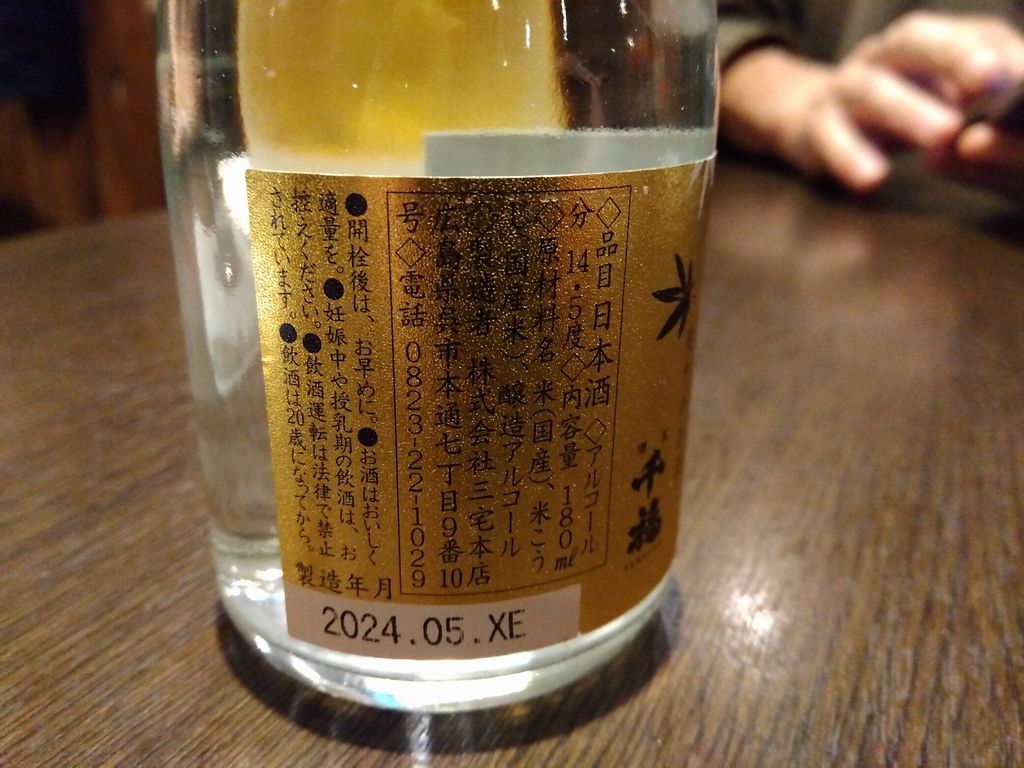 ◇品目 日本酒 ◇アルコール
分 14.5度◇内容量 180ml
◇原材料名 米(国産)、米こう
じ(国産米)、醸造アルコール
◇製造者 株式会社三宅本店
広島県呉市本通七丁目9番10
号◇電話 0823-22-1029
●開栓後は、お早めに。●お酒はおいしく
適量を。●妊娠中や授乳期の飲酒は、お
控えください。●飲酒運転は法律で禁止
されています。●飲酒は20歳になってから。
製造年月
2024.05.XE
千福